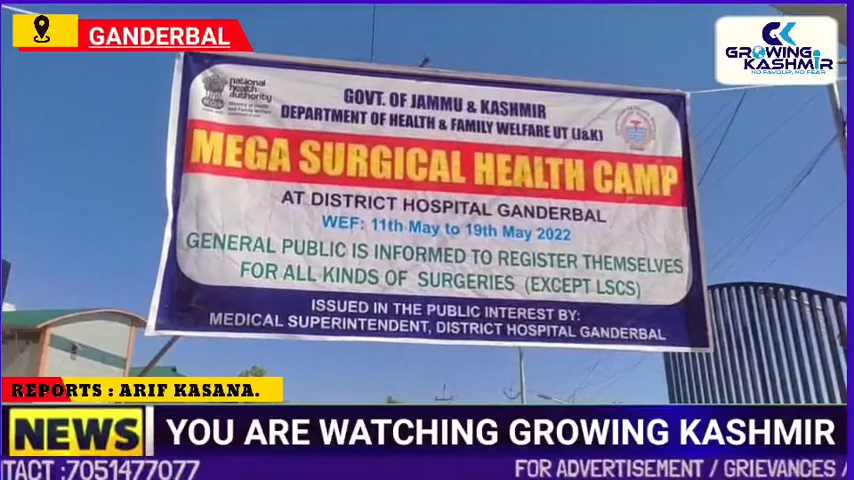 GANDERBAL
GK
GROWING
KASHMIR
NO FAVOUR, NO FEAR
national
health
authority
GOVT. OF JAMMU & KASHMIR
DEPARTMENT OF HEALTH & FAMILY WELFARE UT (J&K)
MEGA SURGICAL HEALTH CAMP
AT DISTRICT HOSPITAL GANDERBAL
WEF: 11th May to 19th May 2022
GENERAL PUBLIC IS INFORMED TO REGISTER THEMSELVES
FOR ALL KINDS OF SURGERIES (EXCEPT LSCS)
ISSUED IN THE PUBLIC INTEREST BY:
MEDICAL SUPERINTENDENT, DISTRICT HOSPITAL GANDERBAL
REPORTS : ARIF KASANA.
NEWS YOU ARE WATCHING GROWING KASHMIR
TACT :7051477077 FOR ADVERTISEMENT / GRIEVANCES /